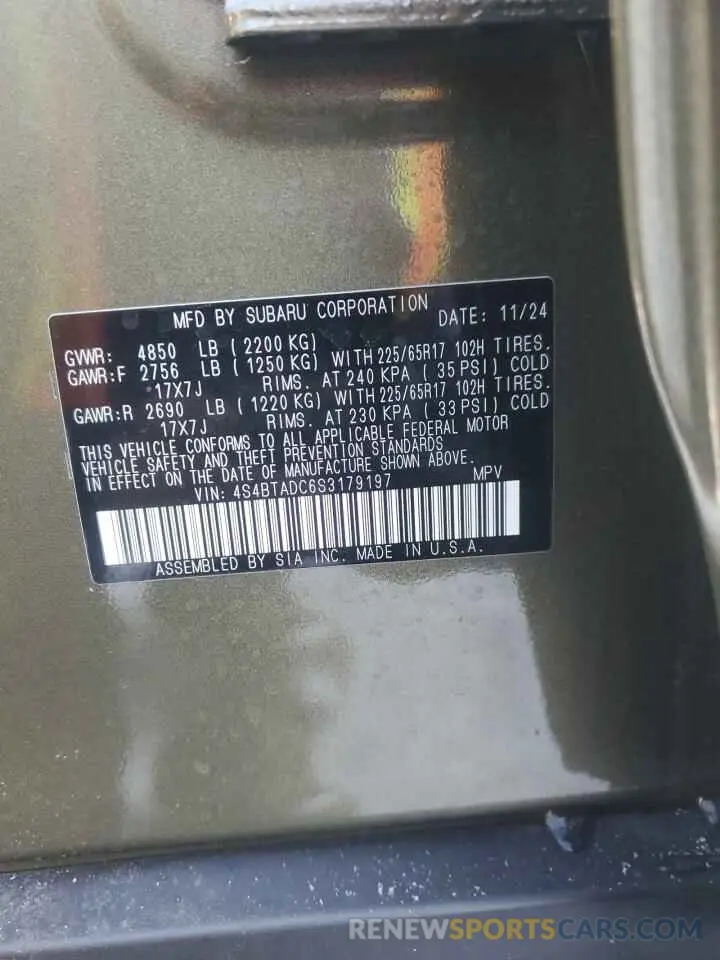 MFD BY SUBARU CORPORATION DATE: 11/24
GVWR: 4850 LB ( 2200 KG)
GAWR:F 2756 LB ( 1250 KG) WITH 225/65R17 102H TIRES.
17X7J RIMS. AT 240 KPA ( 35 PSI) COLD
GAWR:R 2690 LB ( 1220 KG) WITH 225/65R17 102H TIRES.
17X7J RIMS. AT 230 KPA ( 33 PSI) COLD
THIS VEHICLE CONFORMS TO ALL APPLICABLE FEDERAL MOTOR
VEHICLE SAFETY AND THEFT PREVENTION STANDARDS
IN EFFECT ON THE DATE OF MANUFACTURE SHOWN ABOVE.
VIN: 4S4BTADC6S3179197 MPV
ASSEMBLED BY SIA INC. MADE IN U.S.A.
RENEWSPORTSCARS.COM